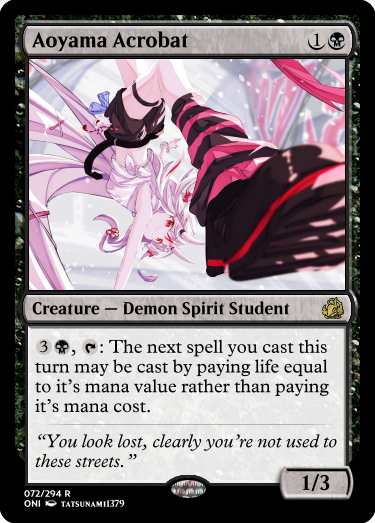 Aoyama Acrobat 1
Creature — Demon Spirit Student
3 , : The next spell you cast this
turn may be cast by paying life equal
to it's mana value rather than paying
it's mana cost.
“You look lost, clearly you're not used to
these streets.”
1/3
072/294 R
ONI TATSUNAMI1379